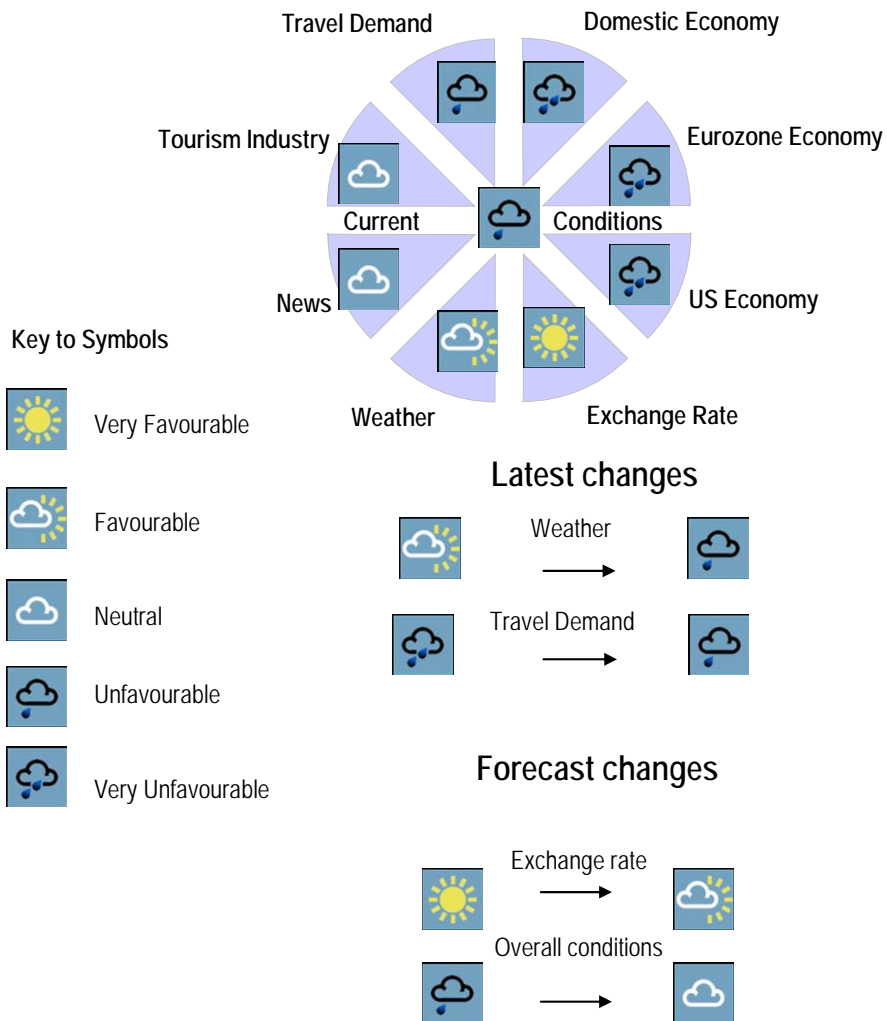 Travel Demand
Domestic Economy
Tourism Industry
Eurozone Economy
Current
Conditions
News
US Economy
Key to Symbols
Weather
Exchange Rate
Very Favourable
Favourable
Neutral
Unfavourable
Very Unfavourable
Latest changes
Weather
Travel Demand
Forecast changes
Exchange rate
Overall conditions